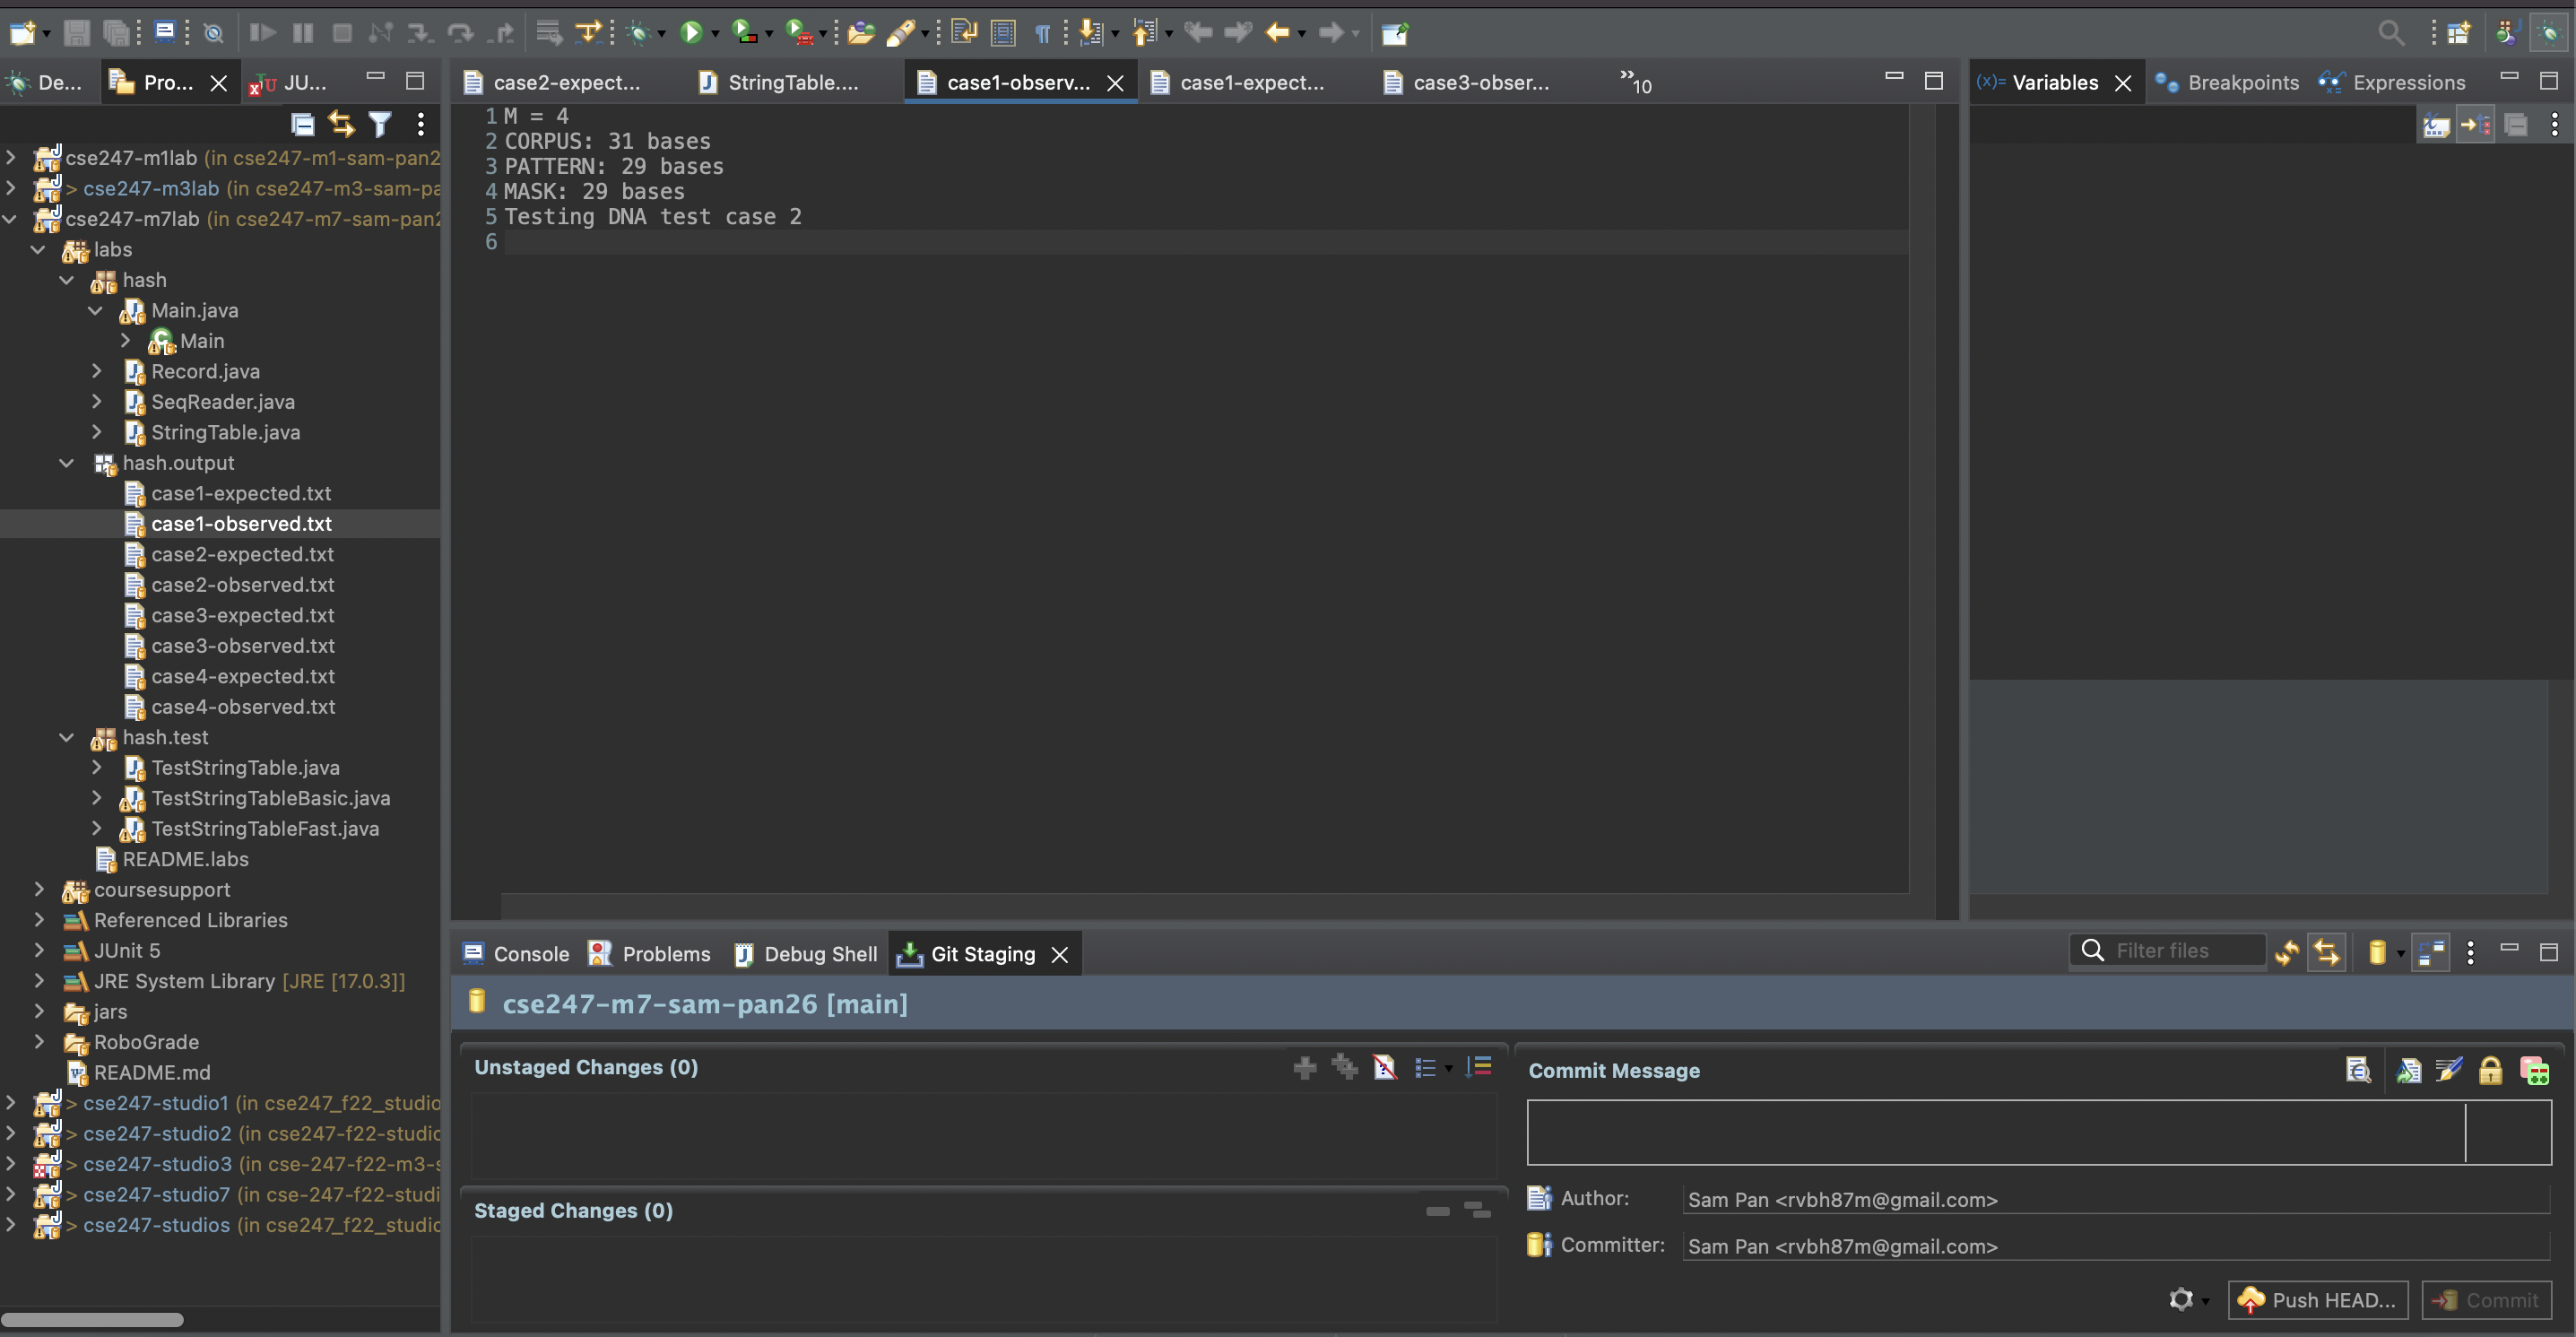 De...
Pro...
JU...
case2-expect...
StringTable....
case1-observ...
case1-expect...
case3-obser...
»10
(x)= Variables
Breakpoints
Expressions
cse247-m1lab (in cse247-m1-sam-pan2
> cse247-m3lab (in cse247-m3-sam-pa
cse247-m7lab (in cse247-m7-sam-pan2
labs
hash
Main.java
Main
Record.java
SeqReader.java
StringTable.java
hash.output
case1-expected.txt
case1-observed.txt
case2-expected.txt
case2-observed.txt
case3-expected.txt
case3-observed.txt
case4-expected.txt
case4-observed.txt
hash.test
TestStringTable.java
TestStringTableBasic.java
TestStringTableFast.java
README.labs
coursesupport
Referenced Libraries
JUnit 5
JRE System Library [JRE [17.0.3]]
jars
RoboGrade
README.md
> cse247-studio1 (in cse247_f22_studio
> cse247-studio2 (in cse247-f22-studio
> cse247-studio3 (in cse-247-f22-m3-s
> cse247-studio7 (in cse-247-f22-studi
> cse247-studios (in cse247_f22_studio
1 M = 4
2 CORPUS: 31 bases
3 PATTERN: 29 bases
4 MASK: 29 bases
5 Testing DNA test case 2
6
Console
Problems
Debug Shell
Git Staging
Filter files
cse247-m7-sam-pan26 [main]
Unstaged Changes (0)
Staged Changes (0)
Commit Message
Author:
Sam Pan <rvbh87m@gmail.com>
Committer:
Sam Pan <rvbh87m@gmail.com>
Push HEAD...
Commit